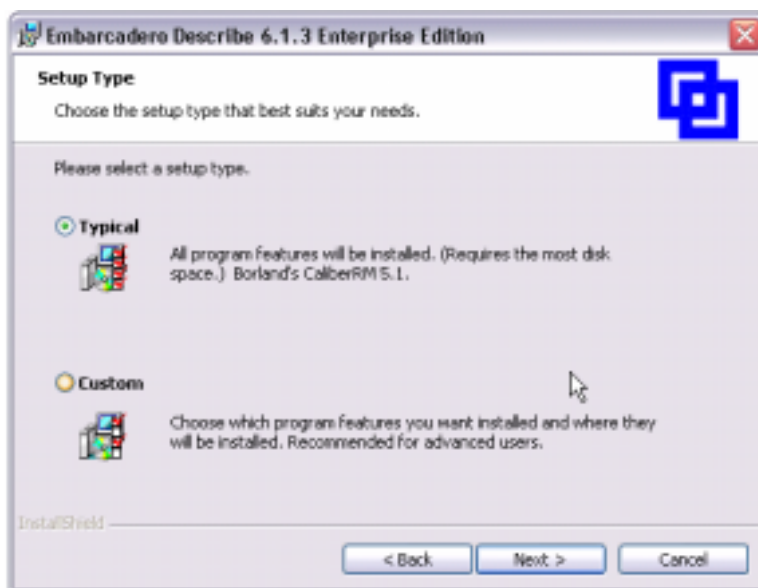 Embarcadero Describe 6.1.3 Enterprise Edition
Setup Type
Choose the setup type that best suits your needs.
Please select a setup type.
Typical
All program features will be installed. (Requires the most disk
space.) Borland's CaliberRM 5.1.
Custom
Choose which program features you want installed and where they
will be installed. Recommended for advanced users.
InstallShield
< Back
Next >
Cancel